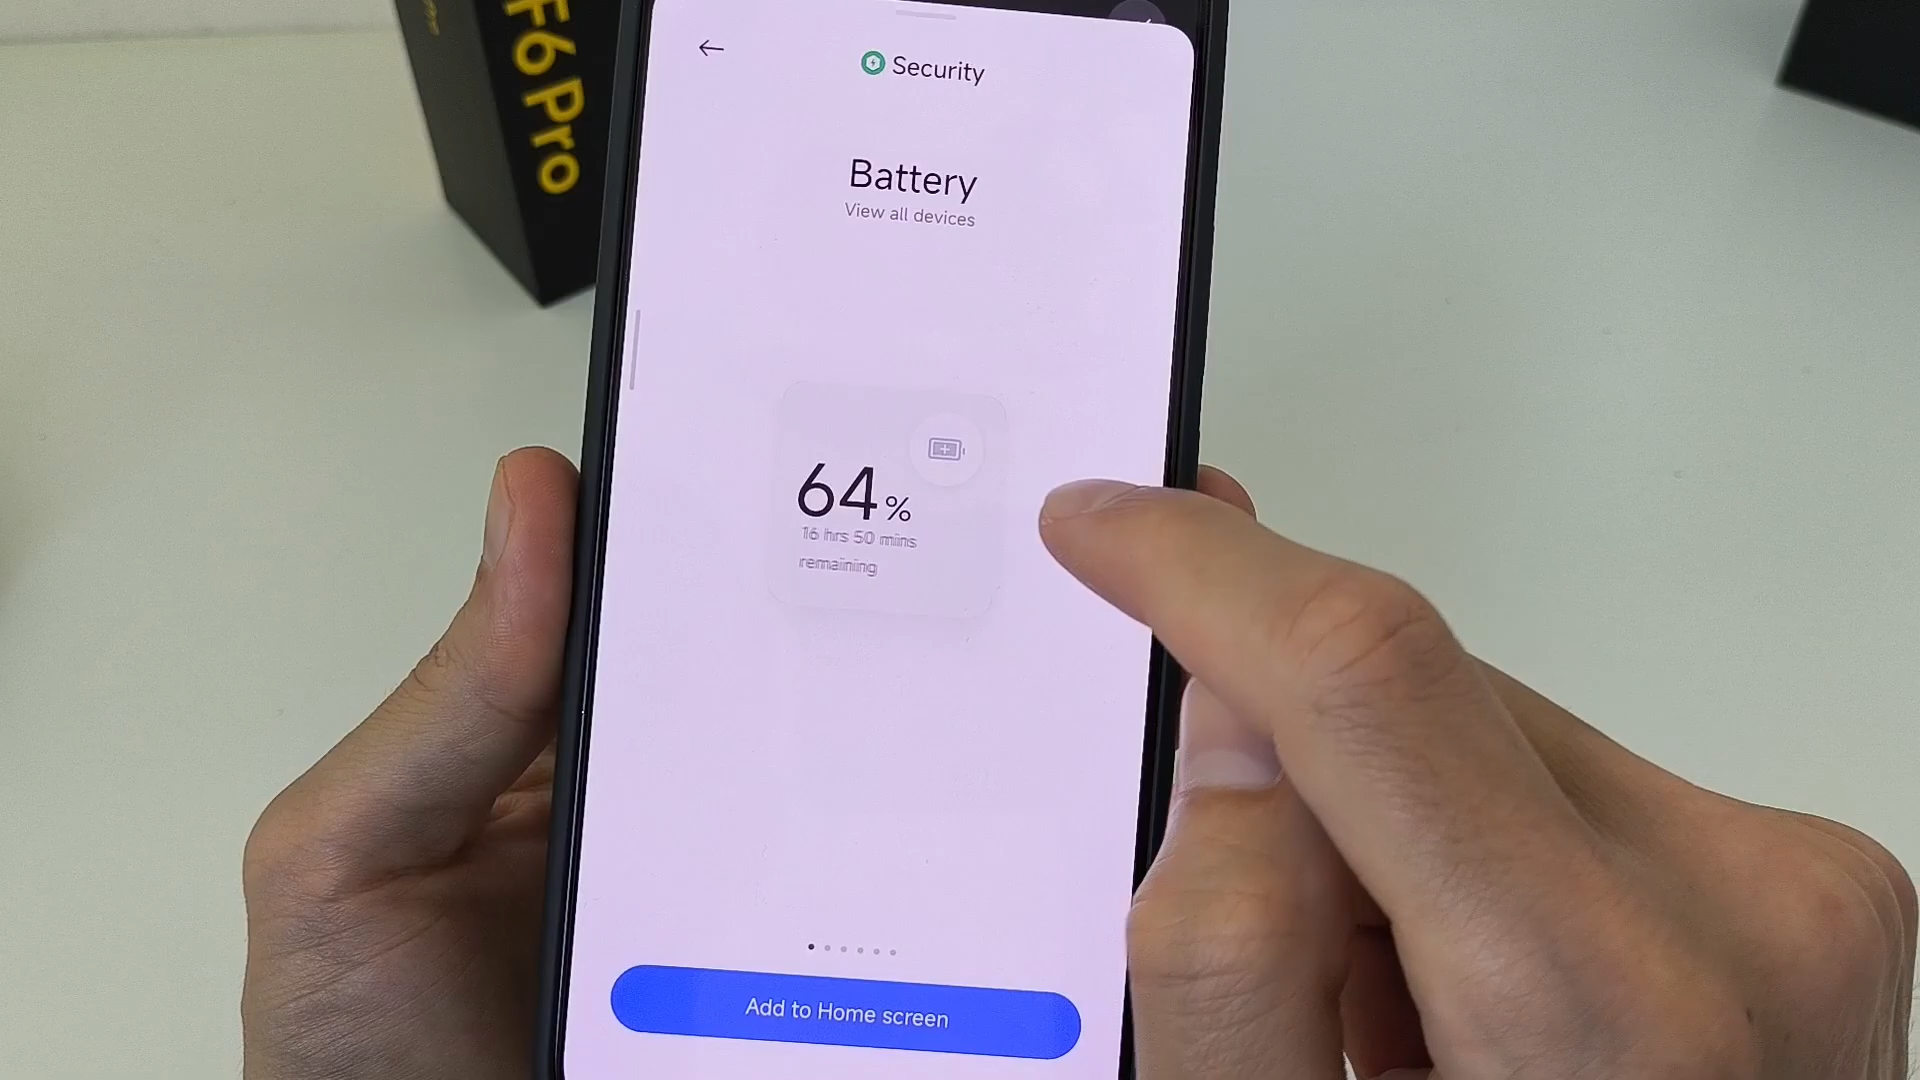 F6 Pro
Security
Battery
View all devices
64%
16 hrs 50 mins
remaining
Add to Home screen